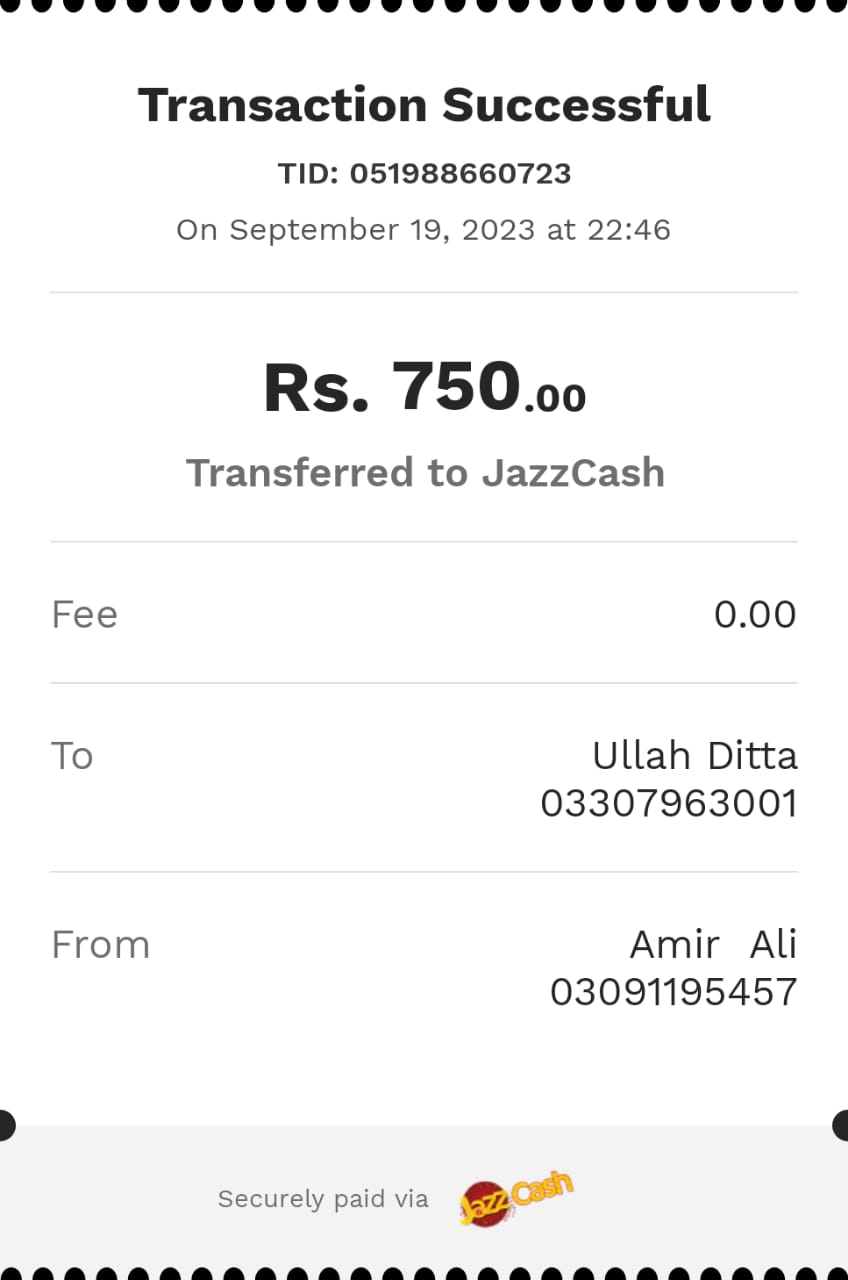 Transaction Successful
TID: 051988660723
On September 19, 2023 at 22:46
Rs. 750.00
Transferred to JazzCash
Fee 0.00
To Ullah Ditta
03307963001
From Amir Ali
03091195457
Securely paid via JazzCash